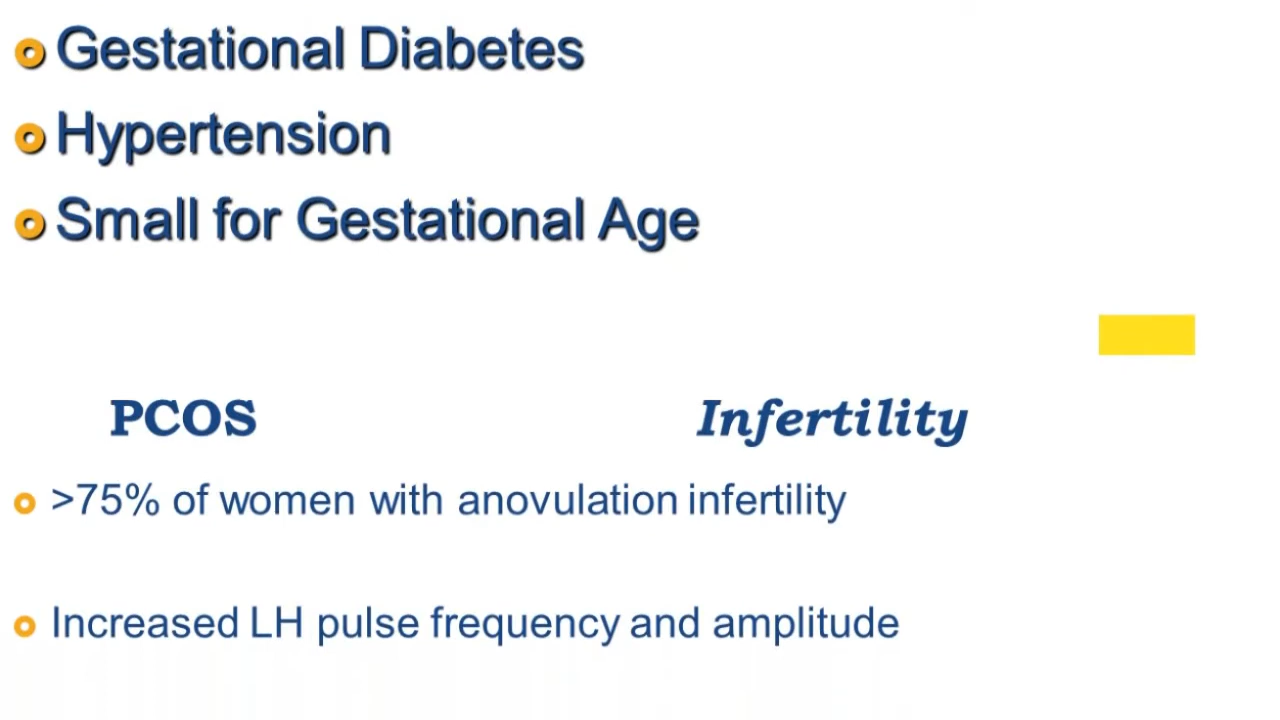 Gestational Diabetes
Hypertension
Small for Gestational Age
PCOS Infertility
>75% of women with anovulation infertility
Increased LH pulse frequency and amplitude